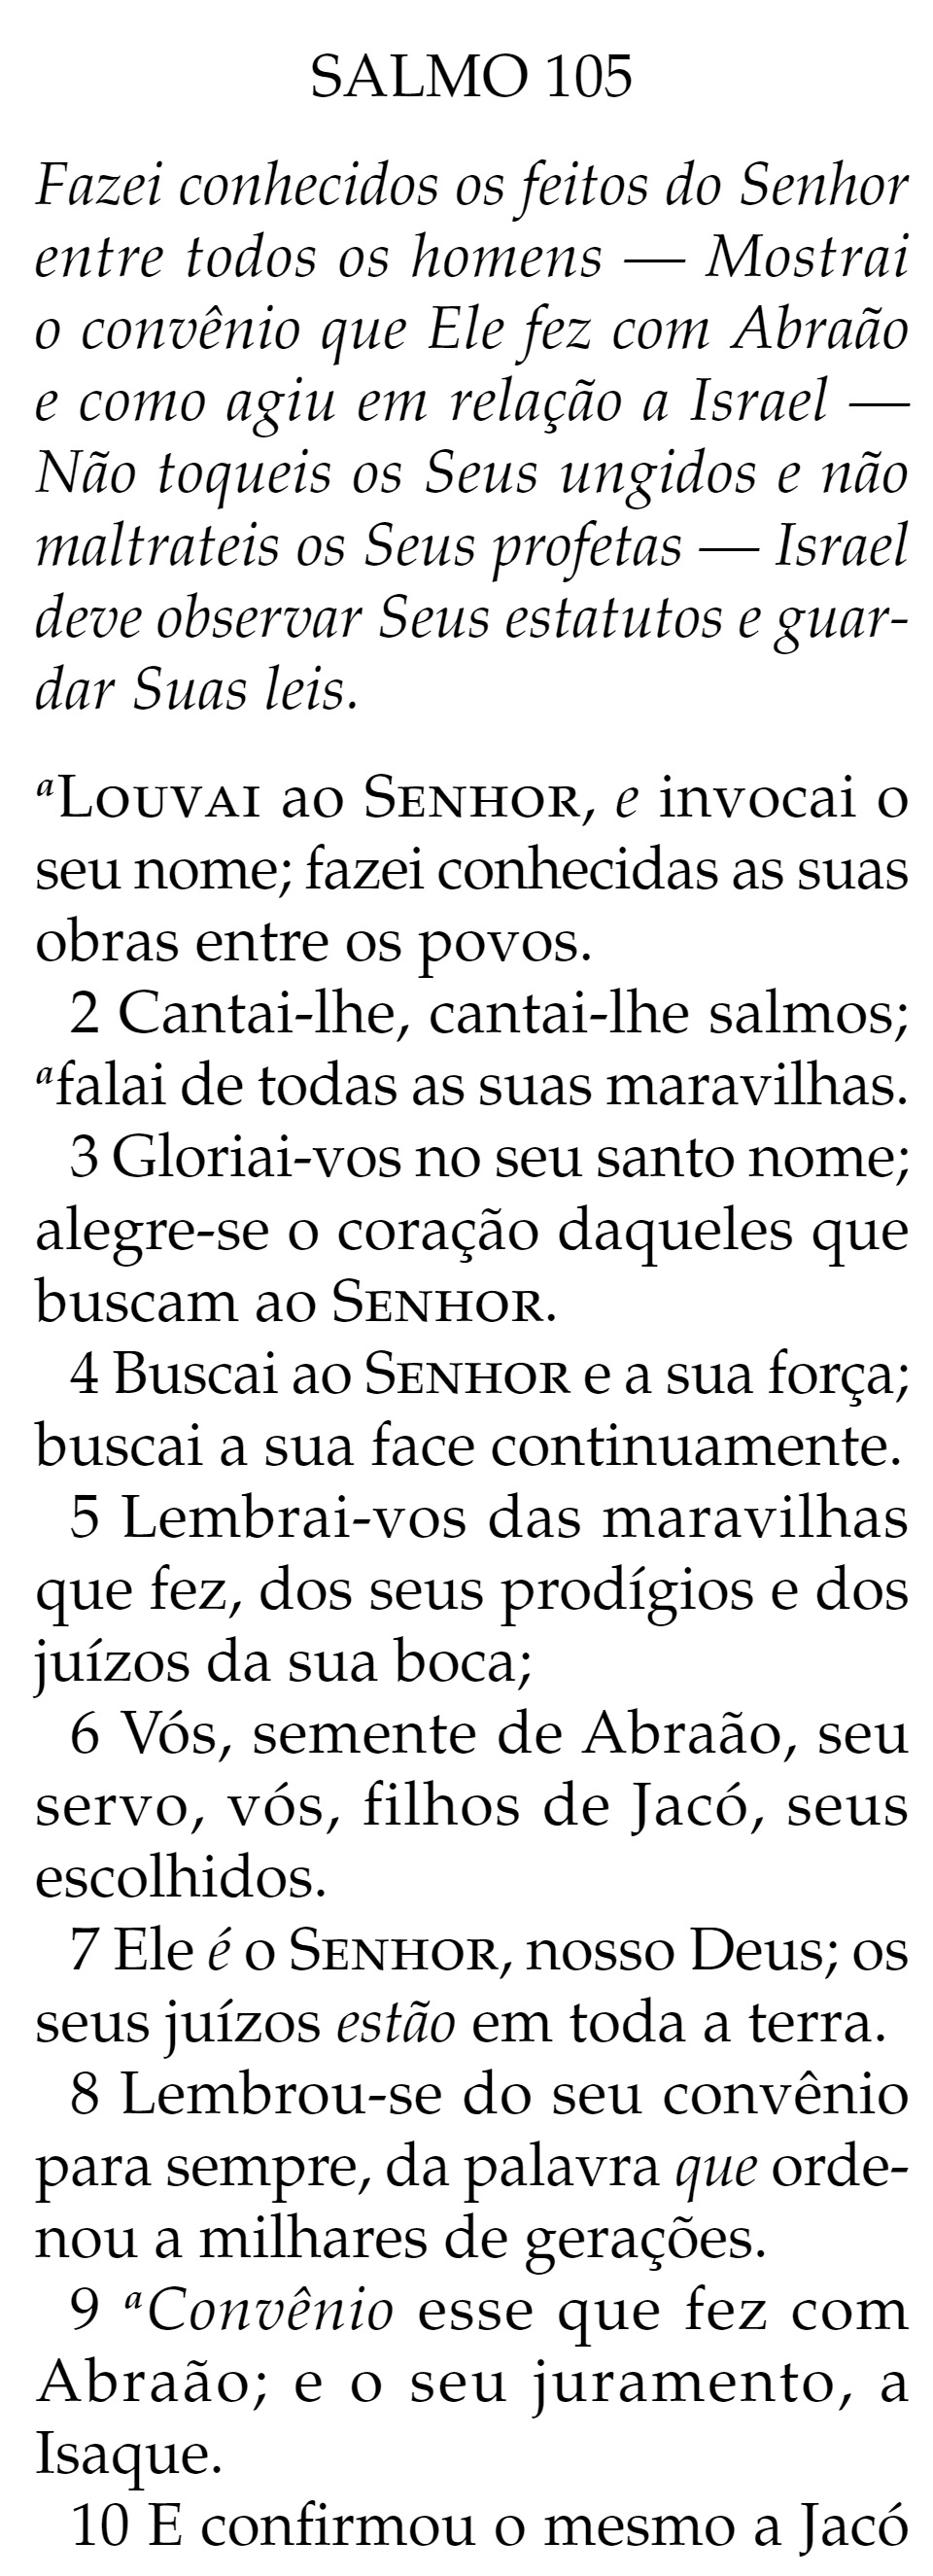 SALMO 105
Fazei conhecidos os feitos do Senhor
entre todos os homens — Mostrai
o convênio que Ele fez com Abraão
e como agiu em relação a Israel —
Não toqueis os Seus ungidos e não
maltrateis os Seus profetas — Israel
deve observar Seus estatutos e guar-
dar Suas leis.
ªLOUVAI ao SENHOR, e invocai o
seu nome; fazei conhecidas as suas
obras entre os povos.
2 Cantai-lhe, cantai-lhe salmos;
ªfalai de todas as suas maravilhas.
3 Gloriai-vos no seu santo nome;
alegre-se o coração daqueles que
buscam ao SENHOR.
4 Buscai ao SENHOR e a sua força;
buscai a sua face continuamente.
5 Lembrai-vos das maravilhas
que fez, dos seus prodígios e dos
juízos da sua boca;
6 Vós, semente de Abraão, seu
servo, vós, filhos de Jacó, seus
escolhidos.
7 Ele é o SENHOR, nosso Deus; os
seus juízos estão em toda a terra.
8 Lembrou-se do seu convênio
para sempre, da palavra que orde-
nou a milhares de gerações.
9 ªConvênio esse que fez com
Abraão; e o seu juramento, a
Isaque.
10 E confirmou o mesmo a Jacó